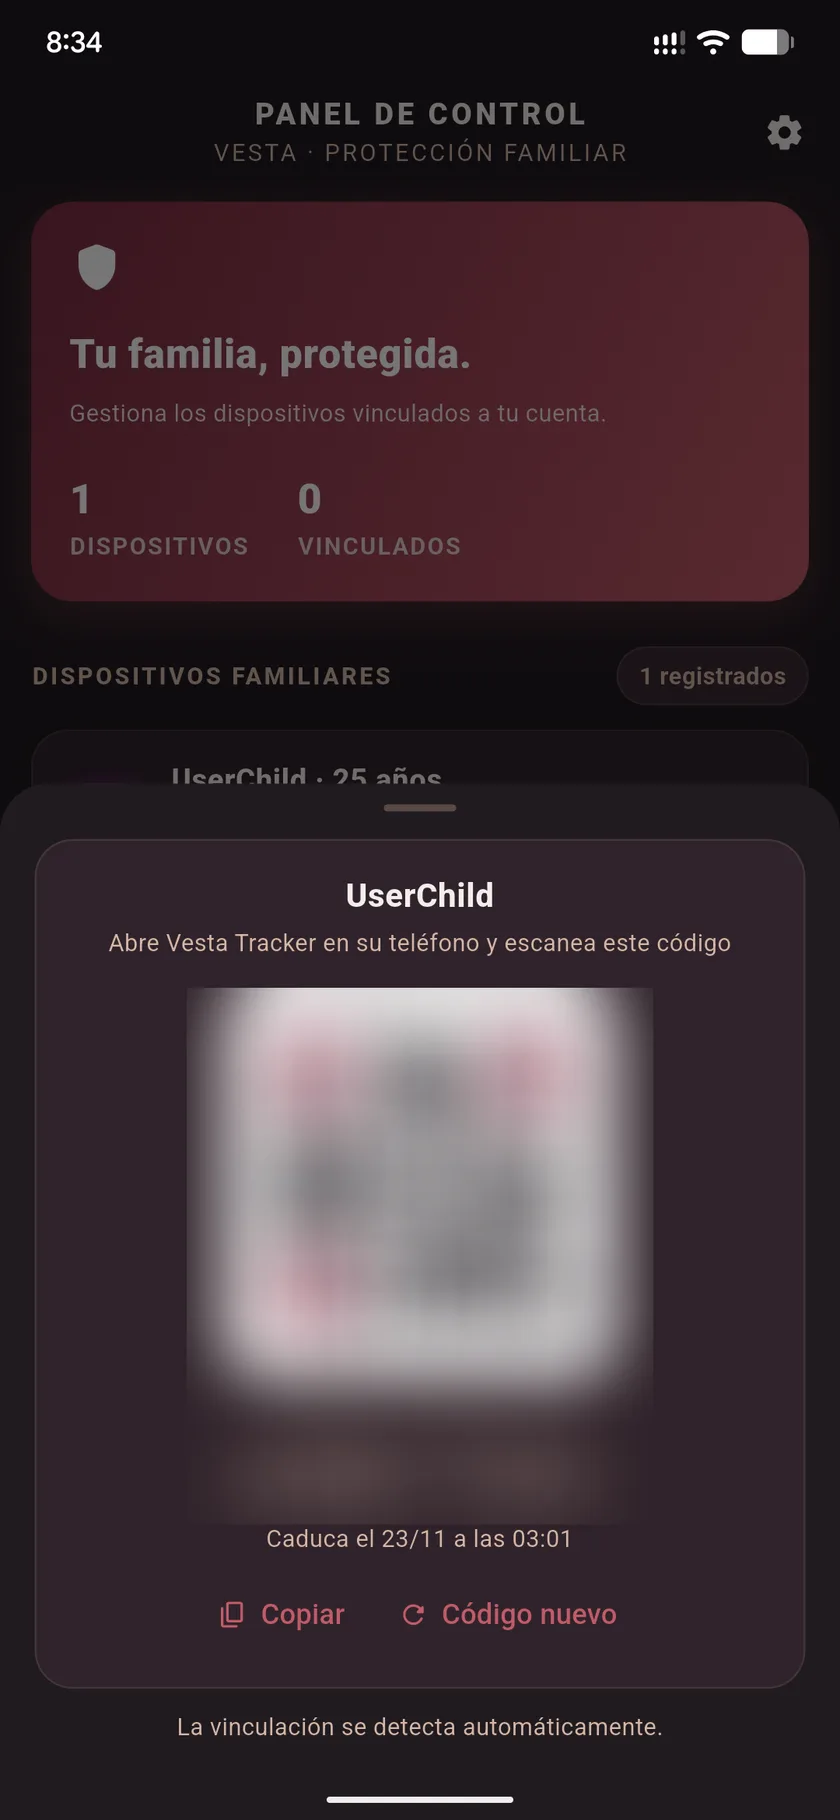 8:34
PANEL DE CONTROL
VESTA · PROTECCIÓN FAMILIAR
Tu familia, protegida.
Gestiona los dispositivos vinculados a tu cuenta.
1 0
DISPOSITIVOS VINCULADOS
DISPOSITIVOS FAMILIARES 1 registrados
UserChild · 25 años
UserChild
Abre Vesta Tracker en su teléfono y escanea este código
Caduca el 23/11 a las 03:01
Copiar Código nuevo
La vinculación se detecta automáticamente.